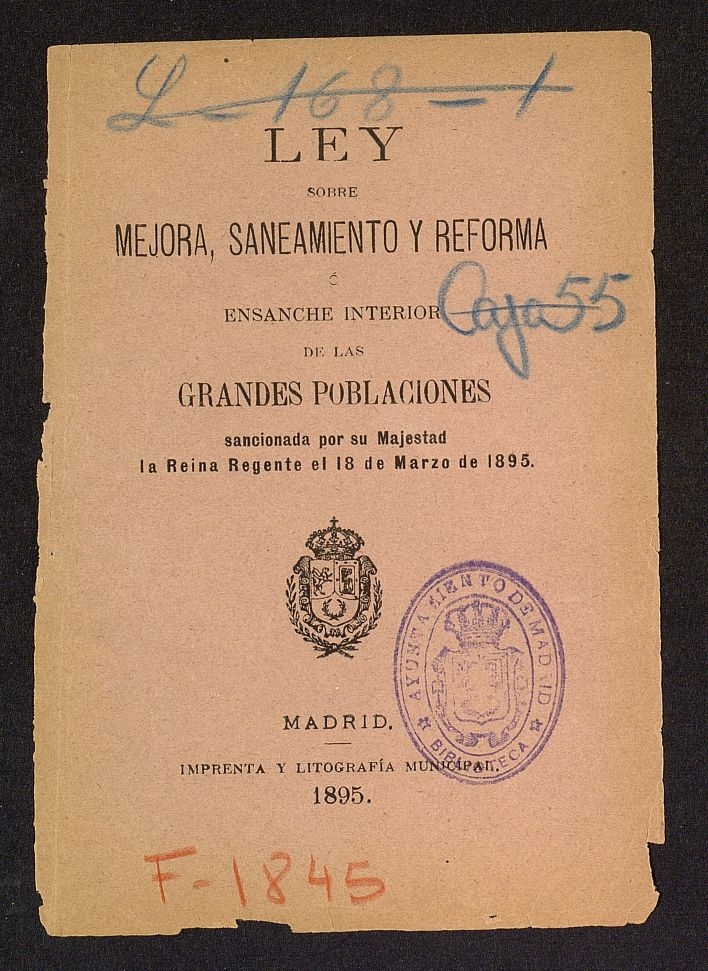 L-168-1
LEY
SOBRE
MEJORA, SANEAMIENTO Y REFORMA
Ó
ENSANCHE INTERIOR
Caja 55
DE LAS
GRANDES POBLACIONES
sancionada por su Majestad
la Reina Regente el 18 de Marzo de 1895.
AYUNTAMIENTO DE MADRID
BIBLIOTECA
MADRID.
IMPRENTA Y LITOGRAFÍA MUNICIPAL.
1895.
F-1845